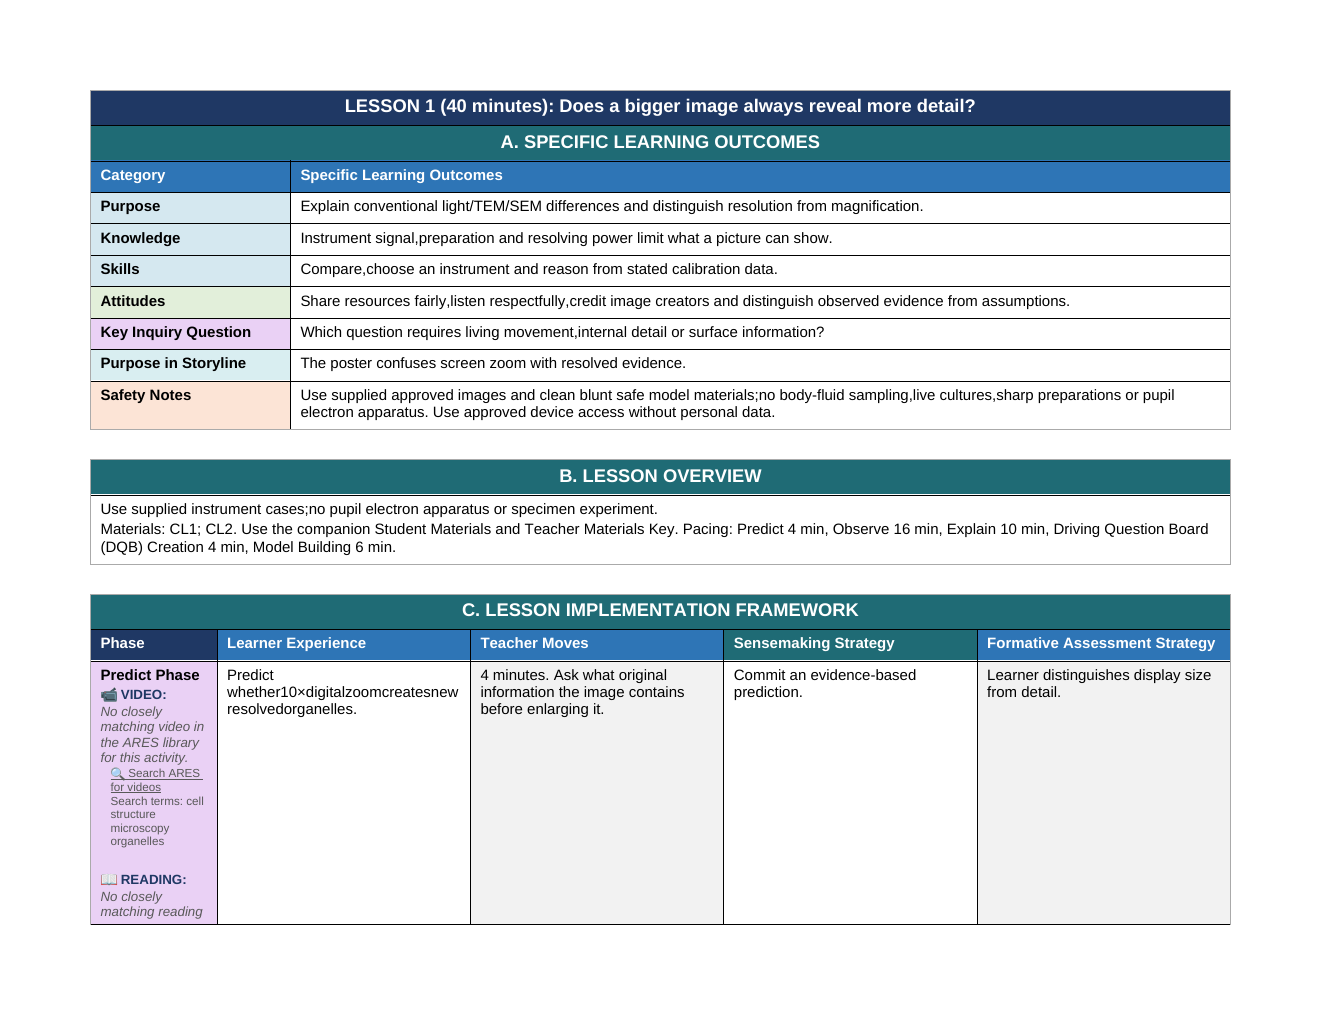 LESSON 1 (40 minutes): Does a bigger image always reveal more detail?
A. SPECIFIC LEARNING OUTCOMES
Category
Specific Learning Outcomes
Purpose
Explain conventional light/TEM/SEM differences and distinguish resolution from magnification.
Knowledge
Instrument signal,preparation and resolving power limit what a picture can show.
Skills
Compare,choose an instrument and reason from stated calibration data.
Attitudes
Share resources fairly,listen respectfully,credit image creators and distinguish observed evidence from assumptions.
Key Inquiry Question
Which question requires living movement,internal detail or surface information?
Purpose in Storyline
The poster confuses screen zoom with resolved evidence.
Safety Notes
Use supplied approved images and clean blunt safe model materials;no body-fluid sampling,live cultures,sharp preparations or pupil
electron apparatus. Use approved device access without personal data.
B. LESSON OVERVIEW
Use supplied instrument cases;no pupil electron apparatus or specimen experiment.
Materials: CL1; CL2. Use the companion Student Materials and Teacher Materials Key. Pacing: Predict 4 min, Observe 16 min, Explain 10 min, Driving Question Board
(DQB) Creation 4 min, Model Building 6 min.
C. LESSON IMPLEMENTATION FRAMEWORK
Phase
Learner Experience
Teacher Moves
Sensemaking Strategy
Formative Assessment Strategy
Predict Phase
📹 VIDEO:
No closely
matching video in
the ARES library
for this activity.
🔍 Search ARES
for videos
Search terms: cell
structure
microscopy
organelles
📖 READING:
No closely
matching reading
Predict
whether10×digitalzoomcreatesnew
resolvedorganelles.
4 minutes. Ask what original
information the image contains
before enlarging it.
Commit an evidence-based
prediction.
Learner distinguishes display size
from detail.